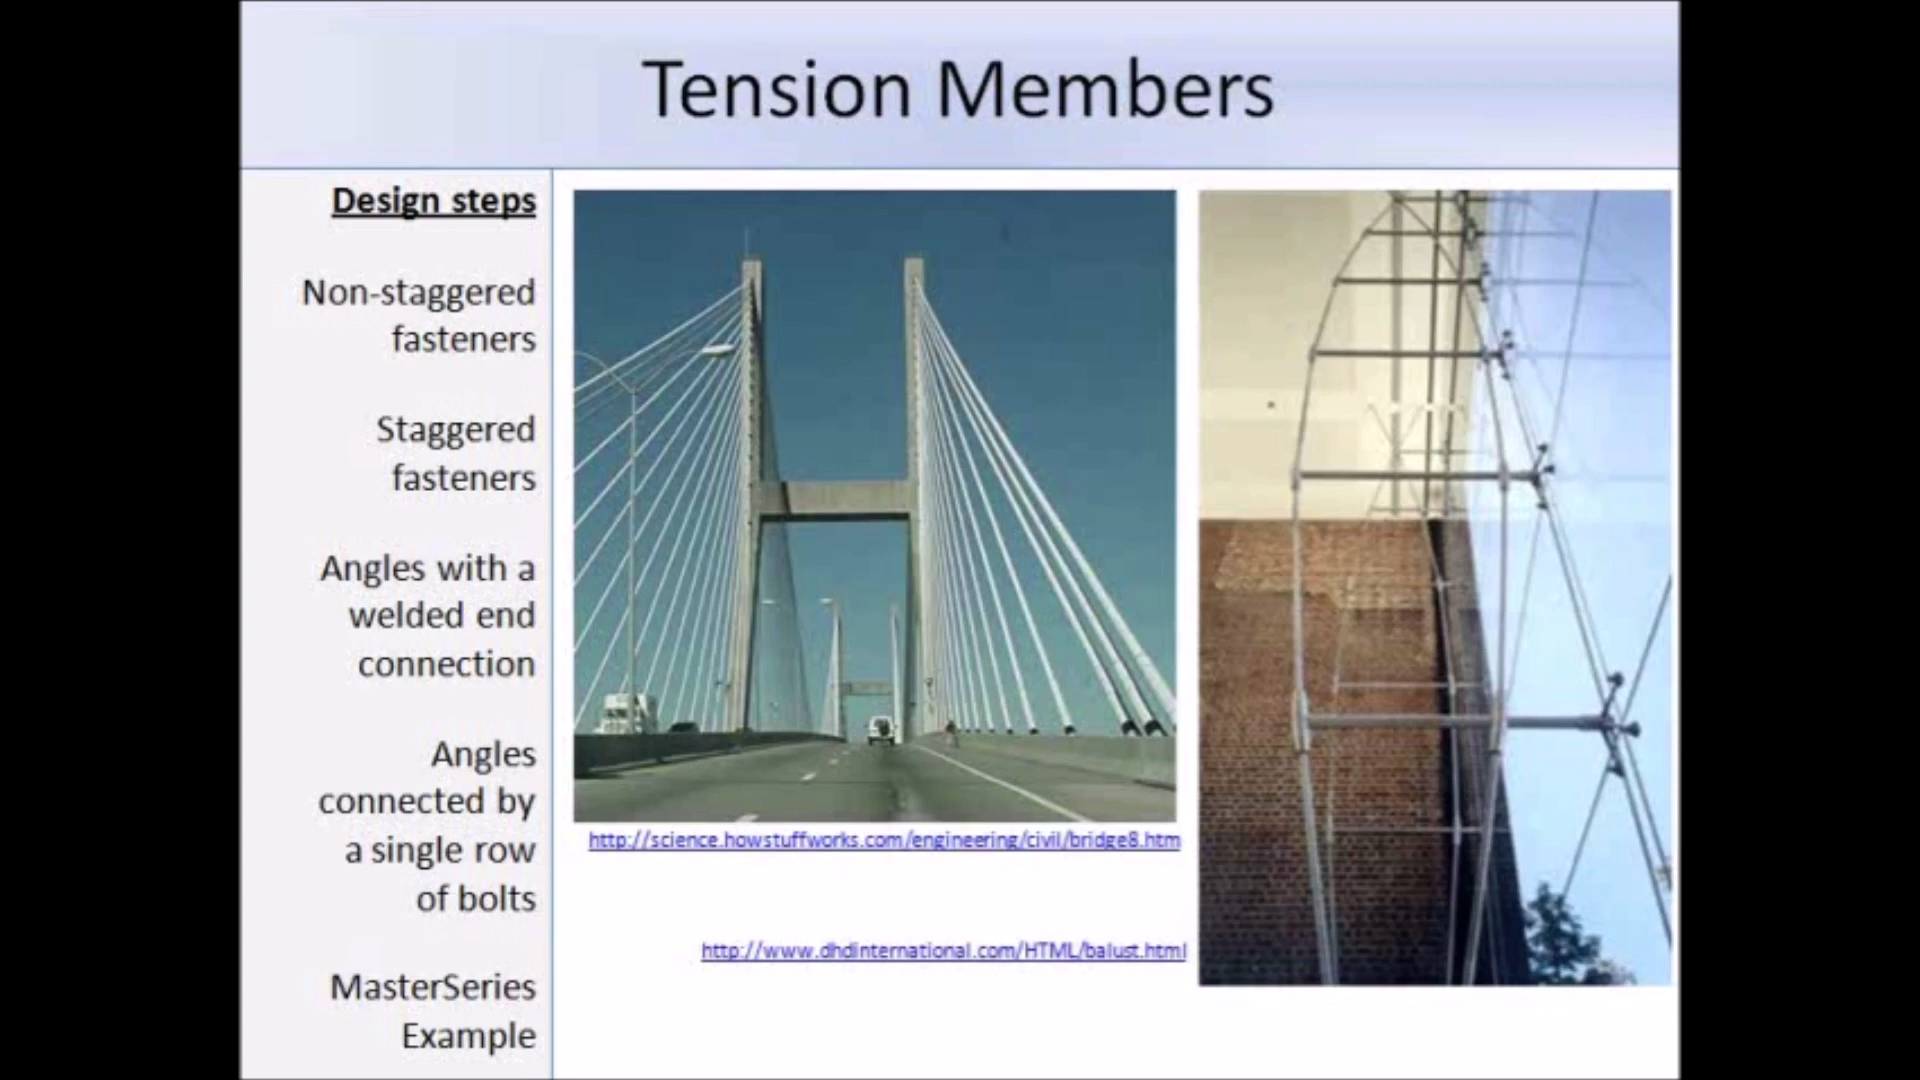 Tension Members
Design steps
Non-staggered
fasteners
Staggered
fasteners
Angles with a
welded end
connection
Angles
connected by
a single row
of bolts
MasterSeries
Example
http://science.howstuffworks.com/engineering/civil/bridge8.htm
http://www.dhdinternational.com/HTML/balust.html